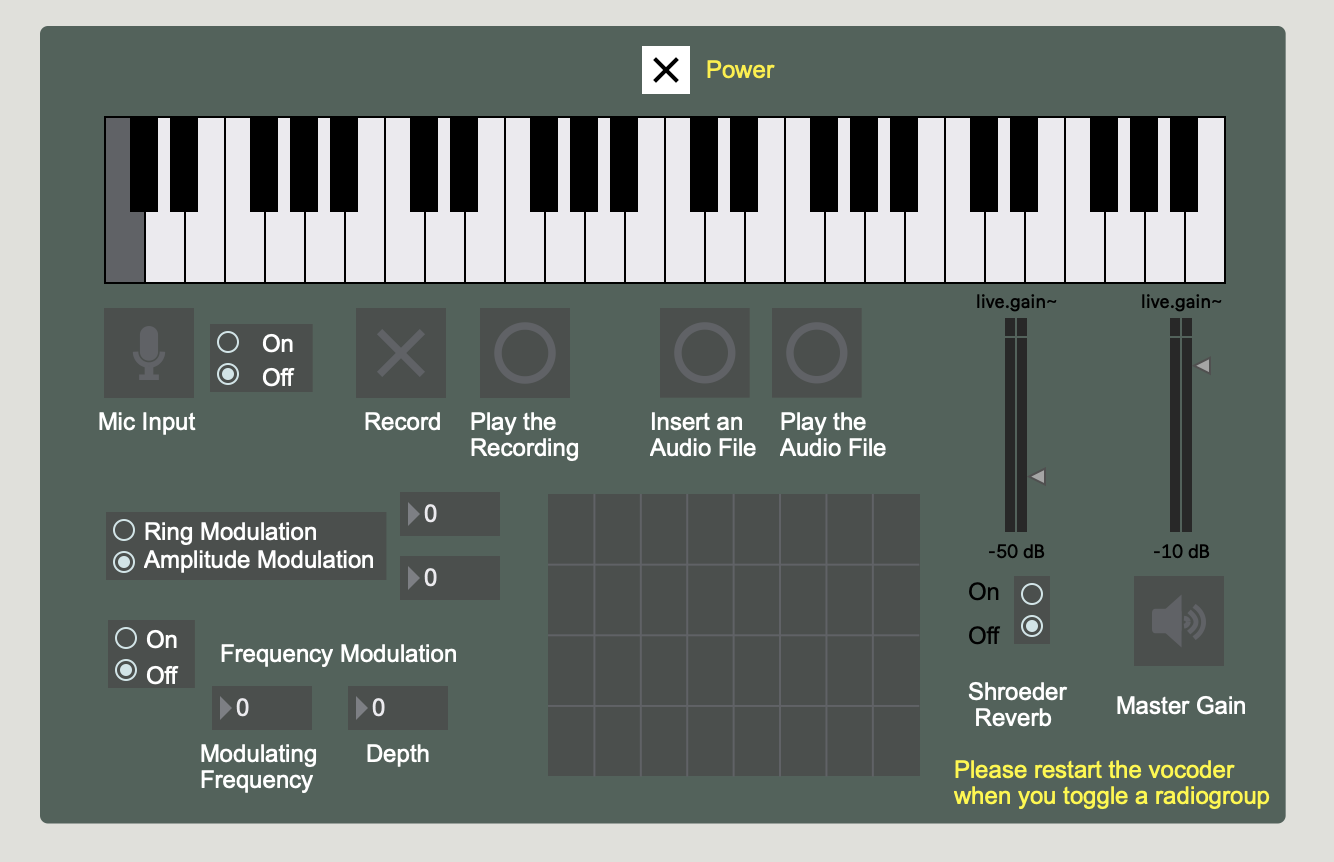 Power
live.gain~
live.gain~
On
Off
Mic Input
Record
Play the
Recording
Insert an
Audio File
Play the
Audio File
Ring Modulation
Amplitude Modulation
0
0
-50 dB
-10 dB
On
Off
On
Off
Frequency Modulation
0
0
Modulating
Frequency
Depth
Shroeder
Reverb
Master Gain
Please restart the vocoder
when you toggle a radiogroup